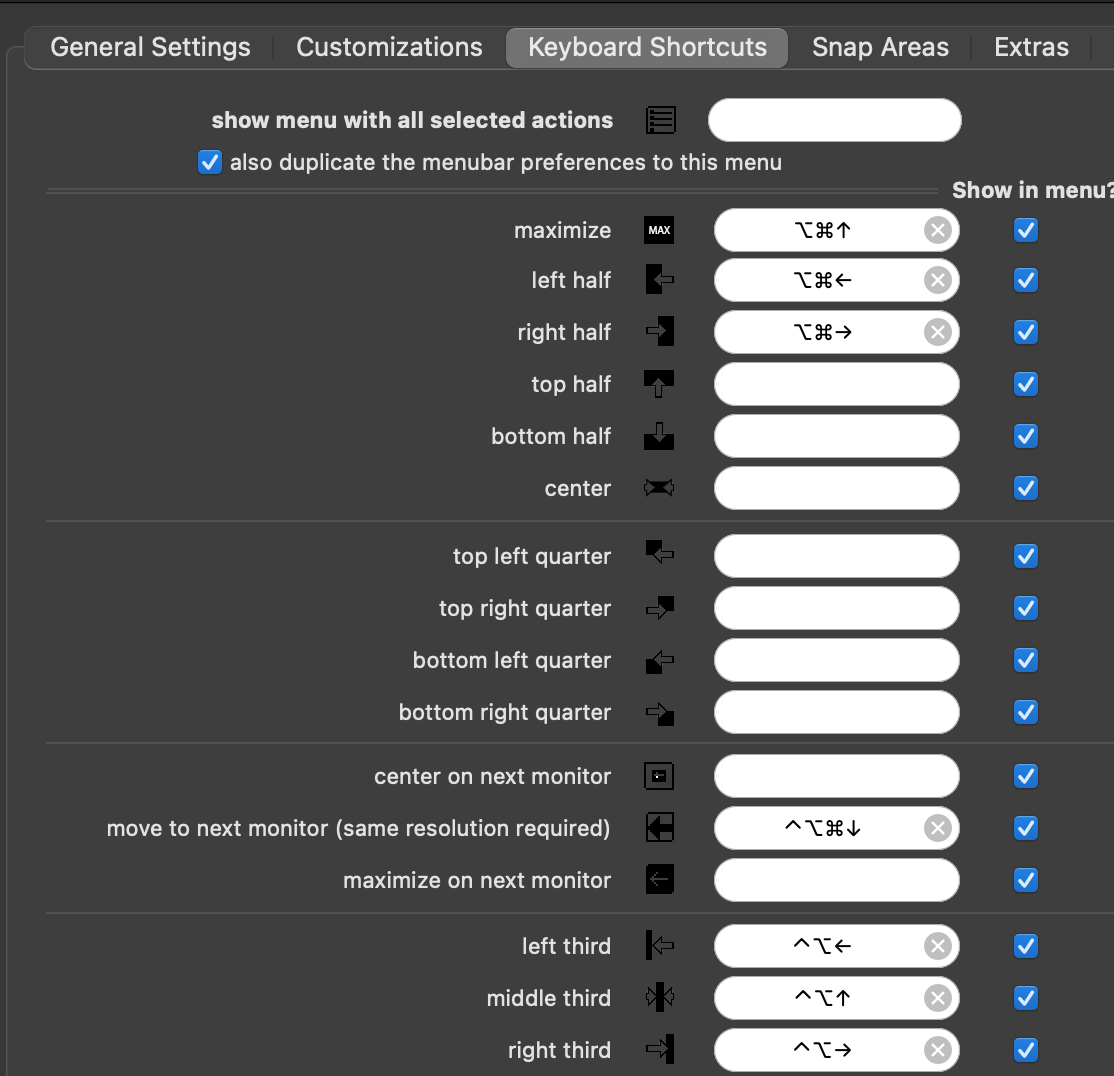 General Settings Customizations Keyboard Shortcuts Snap Areas Extras
show menu with all selected actions
also duplicate the menubar preferences to this menu
Show in menu?
maximize MAX ⌥⌘↑
left half ⌥⌘←
right half ⌥⌘→
top half
bottom half
center
top left quarter
top right quarter
bottom left quarter
bottom right quarter
center on next monitor
move to next monitor (same resolution required) ^⌥⌘↓
maximize on next monitor
left third ^⌥←
middle third ^⌥↑
right third ^⌥→